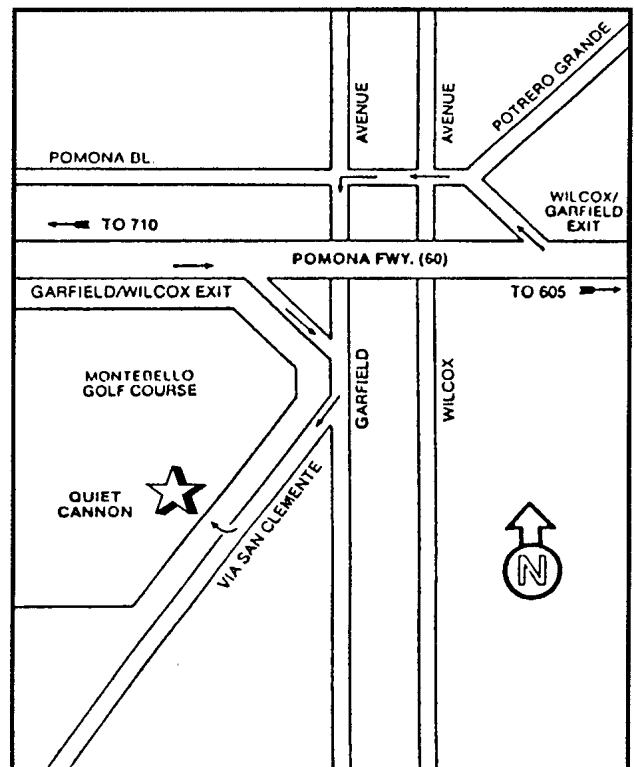 AVENUE
AVENUE
POTRERO GRANDE
POMONA BL.
WILCOX/
GARFIELD
EXIT
TO 710
POMONA FWY. (60)
GARFIELD/WILCOX EXIT
TO 605
MONTEBELLO
GOLF COURSE
GARFIELD
WILCOX
QUIET
CANNON
VIA SAN CLEMENTE
N